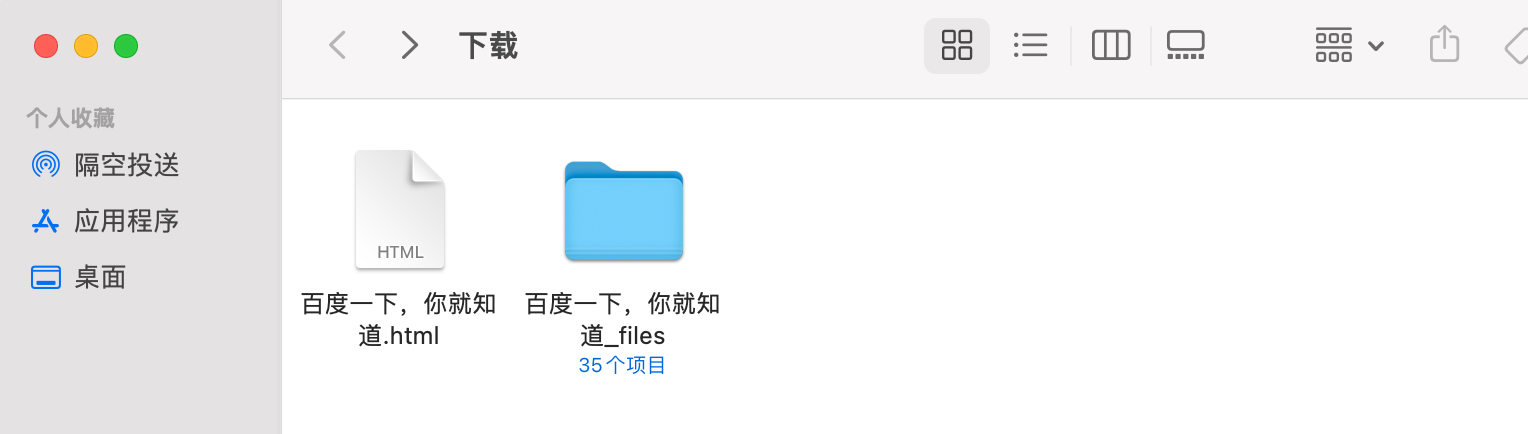 下载
个人收藏
隔空投送
应用程序
桌面
HTML
百度一下，你就知
道.html
百度一下，你就知
道_files
35个项目